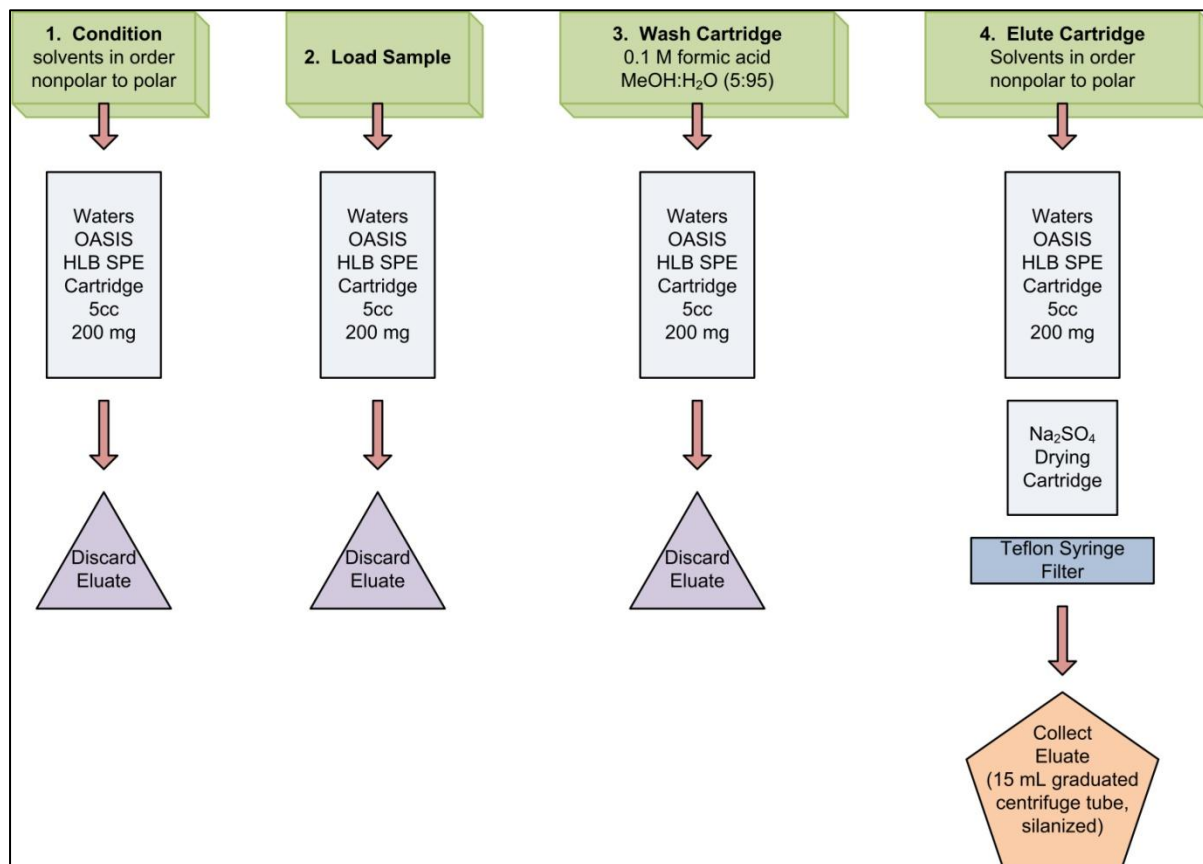 1. Condition
solvents in order
nonpolar to polar
Waters
OASIS
HLB SPE
Cartridge
5cc
200 mg
Discard
Eluate
2. Load Sample
Waters
OASIS
HLB SPE
Cartridge
5cc
200 mg
Discard
Eluate
3. Wash Cartridge
0.1 M formic acid
MeOH:H₂O (5:95)
Waters
OASIS
HLB SPE
Cartridge
5cc
200 mg
Discard
Eluate
4. Elute Cartridge
Solvents in order
nonpolar to polar
Waters
OASIS
HLB SPE
Cartridge
5cc
200 mg
Na₂SO₄
Drying
Cartridge
Teflon Syringe
Filter
Collect
Eluate
(15 mL graduated
centrifuge tube,
silanized)